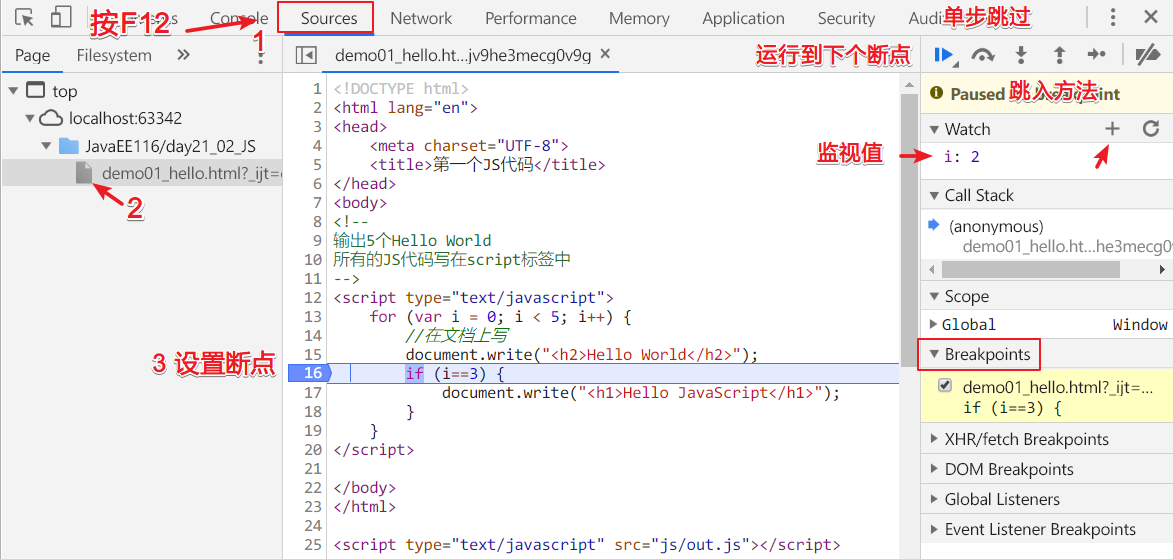 Console Sources Network Performance Memory Application Security
按F12
1
单步跳过
Page Filesystem »
demo01_hello.ht...jv9he3mecg0v9g ×
运行到下个断点
top
localhost:63342
JavaEE116/day21_02_JS
demo01_hello.html?_ijt=
2
3 设置断点
1 <!DOCTYPE html>
2 <html lang="en">
3 <head>
4 <meta charset="UTF-8">
5 <title>第一个JS代码</title>
6 </head>
7 <body>
8 <!--
9 输出5个Hello World
10 所有的JS代码写在script标签中
11 -->
12 <script type="text/javascript">
13 for (var i = 0; i < 5; i++) {
14 //在文档上写
15 document.write("<h2>Hello World</h2>");
16 if (i==3) {
17 document.write("<h1>Hello JavaScript</h1>");
18 }
19 }
20 </script>
21
22 </body>
23 </html>
24
25 <script type="text/javascript" src="js/out.js"></script>
Paused
跳入方法
Watch
监视值
i: 2
Call Stack
(anonymous)
demo01_hello.ht...he3mecg0v9g
Scope
Global Window
Breakpoints
demo01_hello.html?_ijt=...
if (i==3) {
XHR/fetch Breakpoints
DOM Breakpoints
Global Listeners
Event Listener Breakpoints